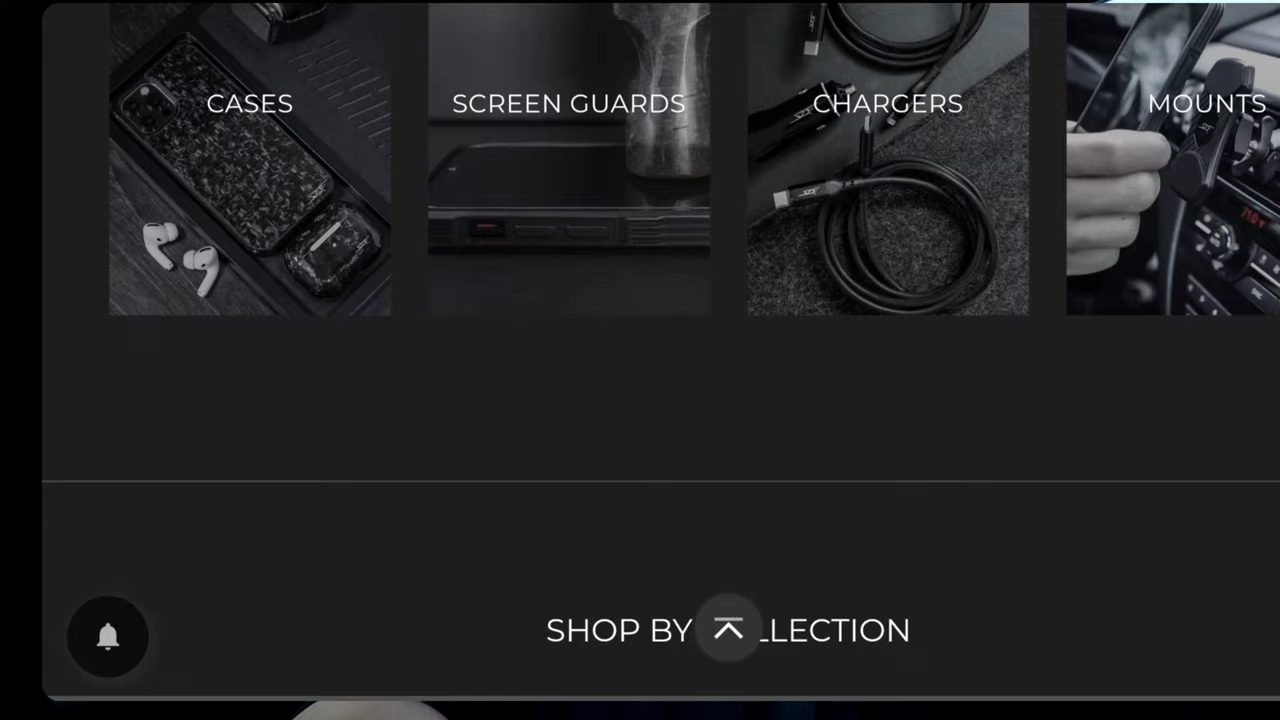 CASES
SCREEN GUARDS
CHARGERS
MOUNTS
SHOP BY LLECTION